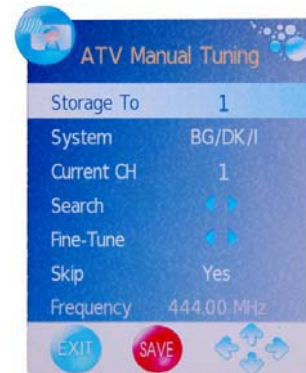 ATV Manual Tuning
Storage To 1
System BG/DK/I
Current CH 1
Search
Fine-Tune
Skip Yes
Frequency 444.00 MHz
EXIT SAVE